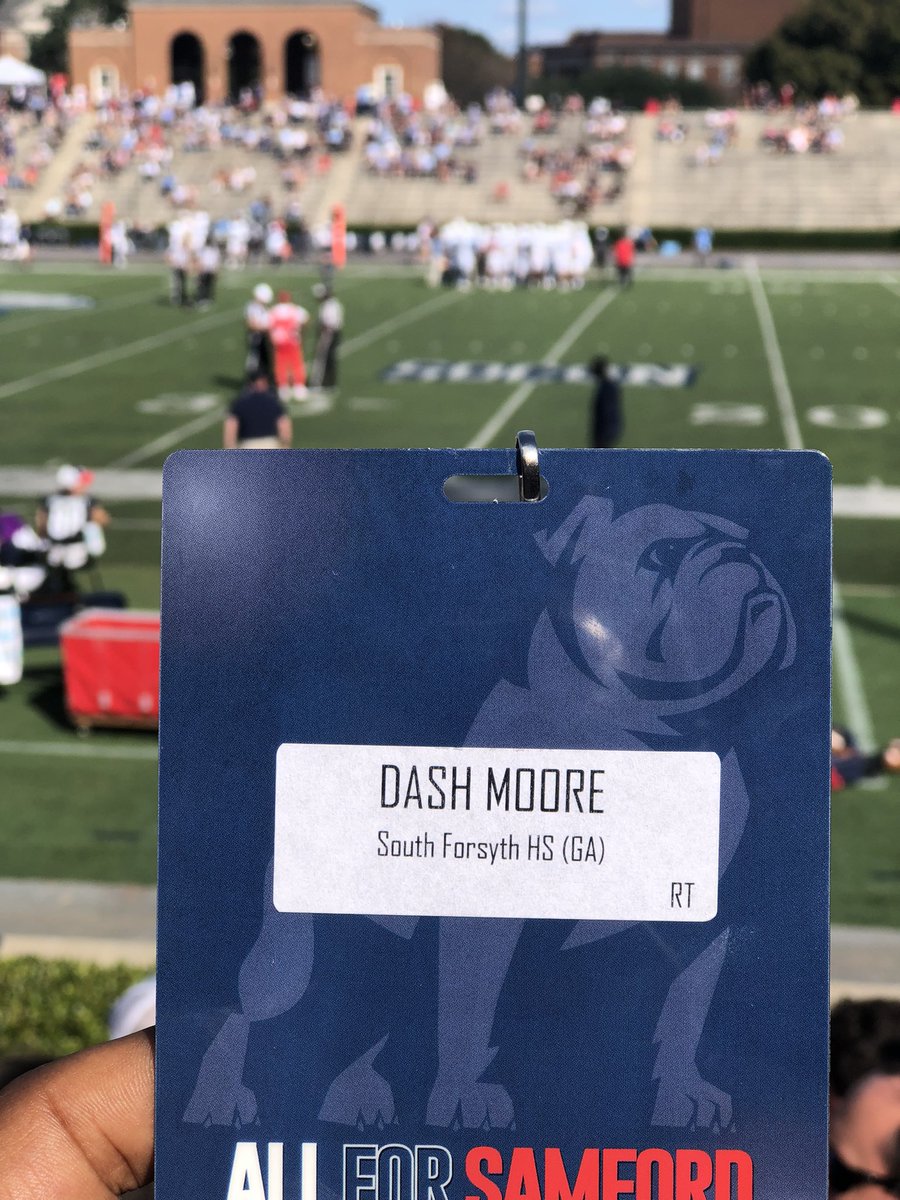 DASH MOORE
South Forsyth HS (GA)
RT
ALL FOR SAMFORD